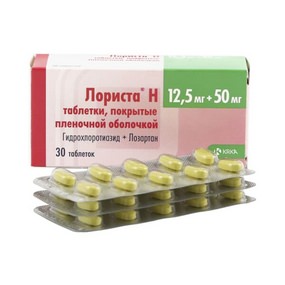 Лориста® Н
12,5 мг + 50 мг
таблетки, покрытые
пленочной оболочкой
Гидрохлоротиазид + Лозартан
30 таблеток
KRKA